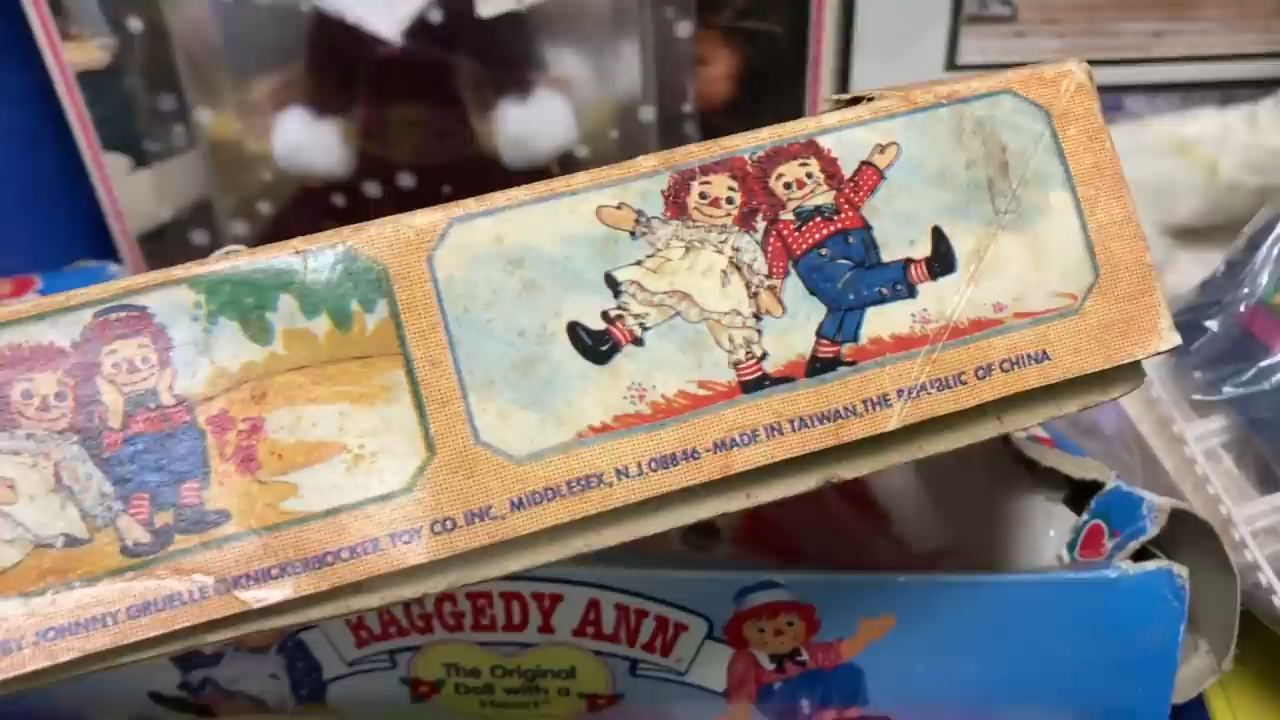 BY JOHNNY GRUELLE © KNICKERBOCKER TOY CO. INC., MIDDLESEX, N.J. 08846 - MADE IN TAIWAN, THE REPUBLIC OF CHINA
RAGGEDY ANN
The Original
Doll with a
Heart